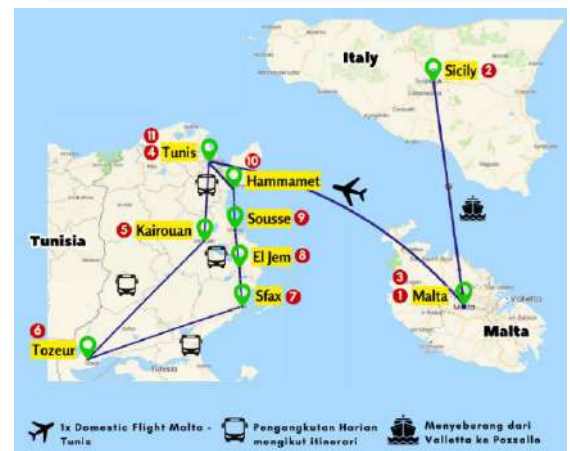 Italy
Sicily 2
11
4 Tunis
10
Hammamet
Sousse 9
5 Kairouan
Tunisia
El Jem 8
3
Sfax 7
1 Malta
Valletta
6
Tozeur
Malta
Tunisia
1x Domestic Flight Malta -
Tunis
Pengangkutan Harian
mengikut itinerari
Menyeberang dari
Valletta ke Pozzallo